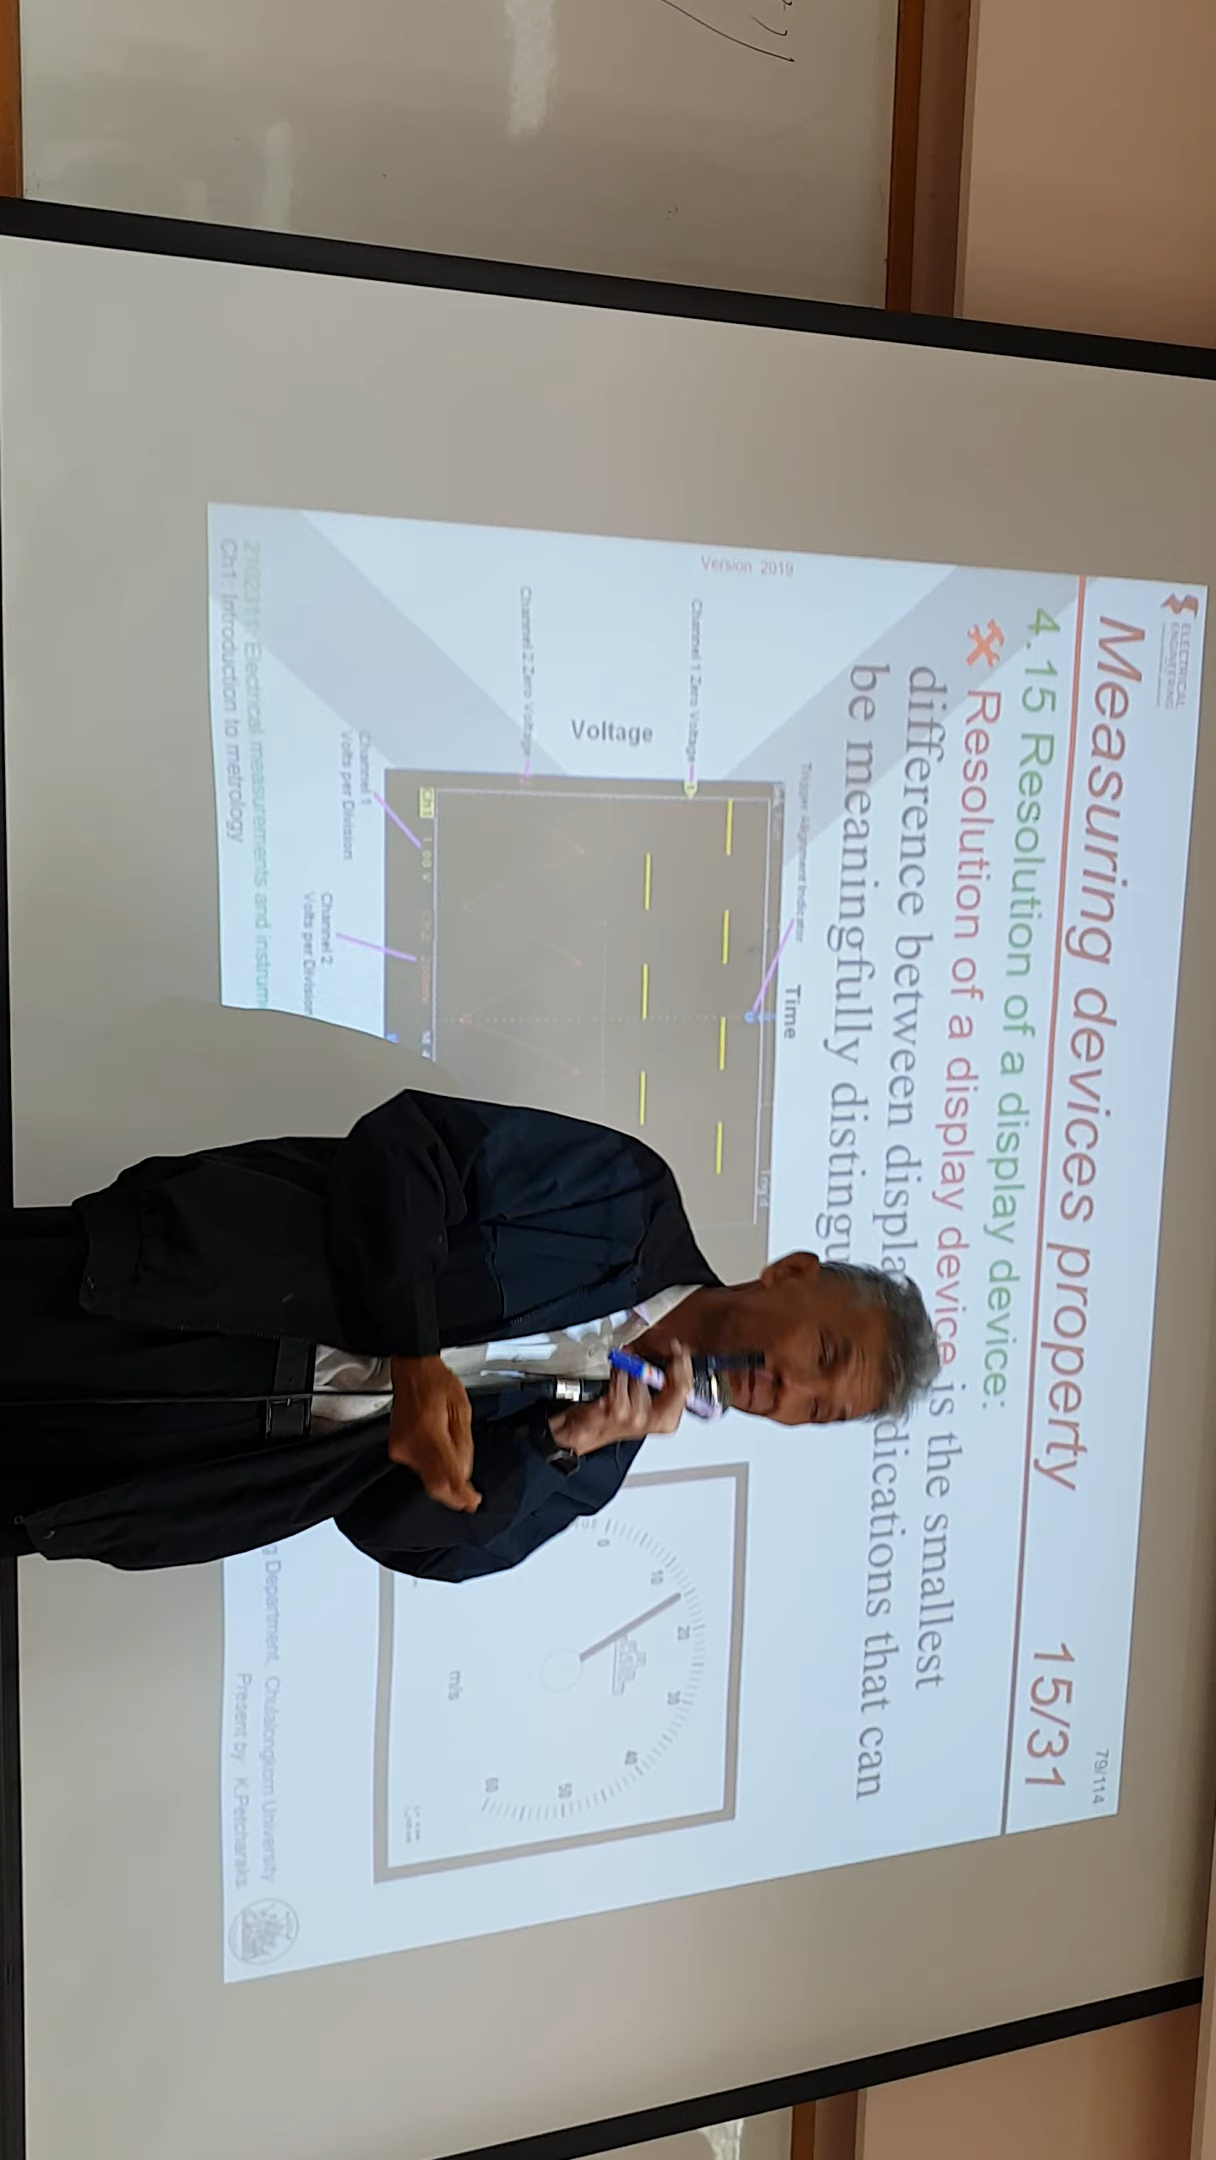 ELECTRICAL
ENGINEERING
79/114
Measuring devices property 15/31
4.15 Resolution of a display device:
Resolution of a display device is the smallest
difference between displa dications that can
be meaningfully distingu
Version 2019
Trigger Alignment Indicator
Time
Trig'd
Channel 1 Zero Voltage
Voltage
Channel 2 Zero Voltage
Ch1 1.00 V Ch2
Channel 1
Volts per Division
Channel 2
Volts per Division
0
10
20
30
40
50
60
m/s
2102311 Electrical measurements and instrum g Department, Chulalongkorn University
Ch1: Introduction to metrology Present by: K.Petcharaks